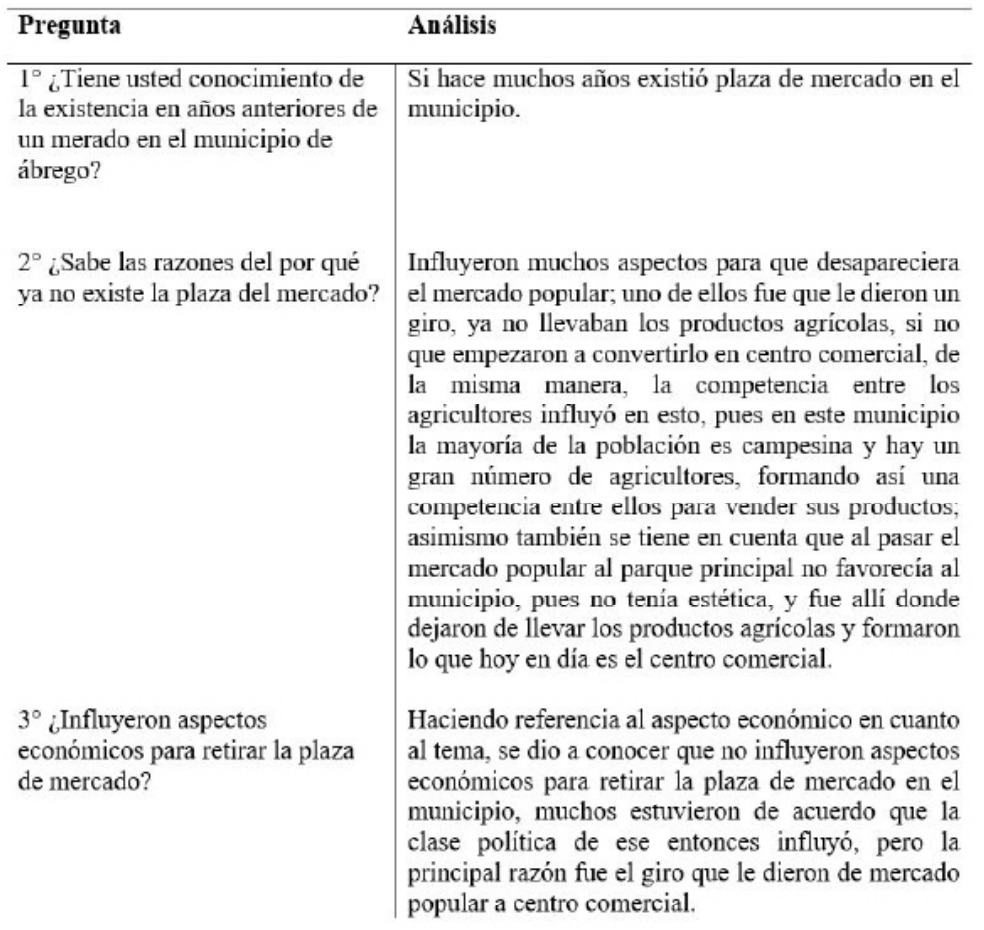 Pregunta
Análisis
1° ¿Tiene usted conocimiento de
la existencia en años anteriores de
un merado en el municipio de
ábrego?
Si hace muchos años existió plaza de mercado en el
municipio.
2° ¿Sabe las razones del por qué
ya no existe la plaza del mercado?
Influyeron muchos aspectos para que desapareciera
el mercado popular; uno de ellos fue que le dieron un
giro, ya no llevaban los productos agrícolas, si no
que empezaron a convertirlo en centro comercial, de
la misma manera, la competencia entre los
agricultores influyó en esto, pues en este municipio
la mayoría de la población es campesina y hay un
gran número de agricultores, formando así una
competencia entre ellos para vender sus productos;
asimismo también se tiene en cuenta que al pasar el
mercado popular al parque principal no favorecía al
municipio, pues no tenía estética, y fue allí donde
dejaron de llevar los productos agrícolas y formaron
lo que hoy en día es el centro comercial.
3° ¿Influyeron aspectos
económicos para retirar la plaza
de mercado?
Haciendo referencia al aspecto económico en cuanto
al tema, se dio a conocer que no influyeron aspectos
económicos para retirar la plaza de mercado en el
municipio, muchos estuvieron de acuerdo que la
clase política de ese entonces influyó, pero la
principal razón fue el giro que le dieron de mercado
popular a centro comercial.